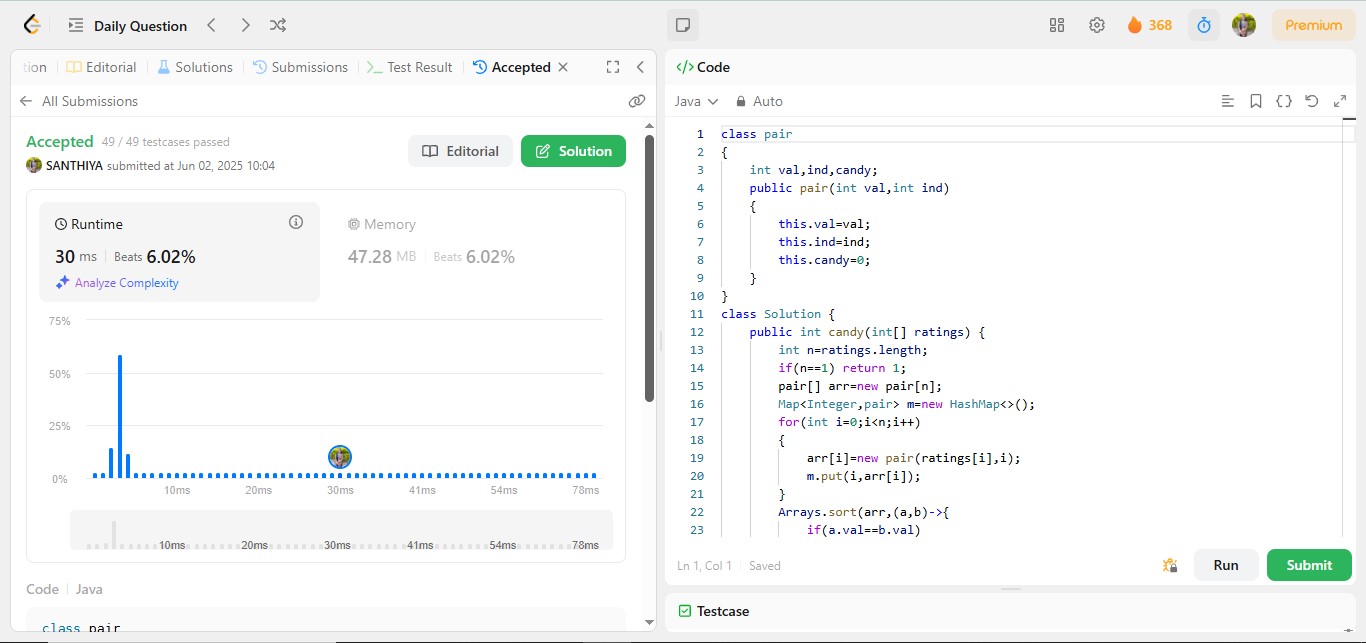 Daily Question
368
Premium
tion Editorial Solutions Submissions Test Result Accepted
All Submissions
Accepted 49 / 49 testcases passed
SANTHIYA submitted at Jun 02, 2025 10:04
Editorial
Solution
Runtime
30 ms Beats 6.02%
Analyze Complexity
Memory
47.28 MB Beats 6.02%
75%
50%
25%
0%
10ms 20ms 30ms 41ms 54ms 78ms
10ms 20ms 30ms 41ms 54ms 78ms
Code Java
class pair
</> Code
Java Auto
1 class pair
2 {
3 int val,ind,candy;
4 public pair(int val,int ind)
5 {
6 this.val=val;
7 this.ind=ind;
8 this.candy=0;
9 }
10 }
11 class Solution {
12 public int candy(int[] ratings) {
13 int n=ratings.length;
14 if(n==1) return 1;
15 pair[] arr=new pair[n];
16 Map<Integer,pair> m=new HashMap<>();
17 for(int i=0;i<n;i++)
18 {
19 arr[i]=new pair(ratings[i],i);
20 m.put(i,arr[i]);
21 }
22 Arrays.sort(arr,(a,b)->{
23 if(a.val==b.val)
Ln 1, Col 1 Saved
Run
Submit
Testcase